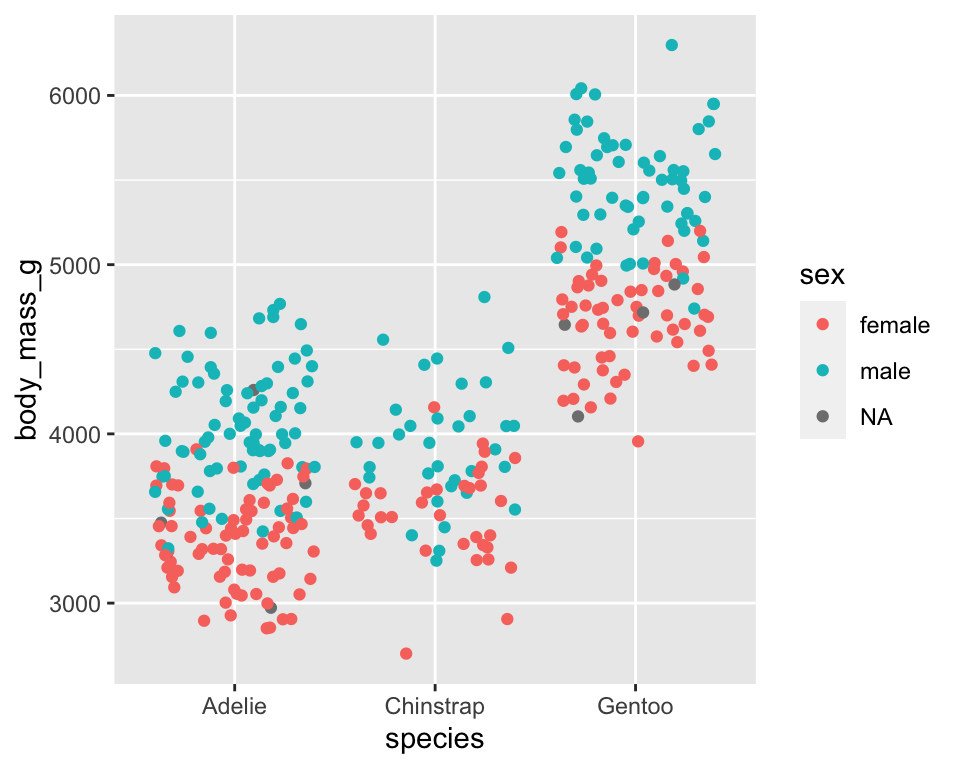 body_mass_g
6000
5000
4000
3000
Adelie
Chinstrap
Gentoo
species
sex
female
male
NA